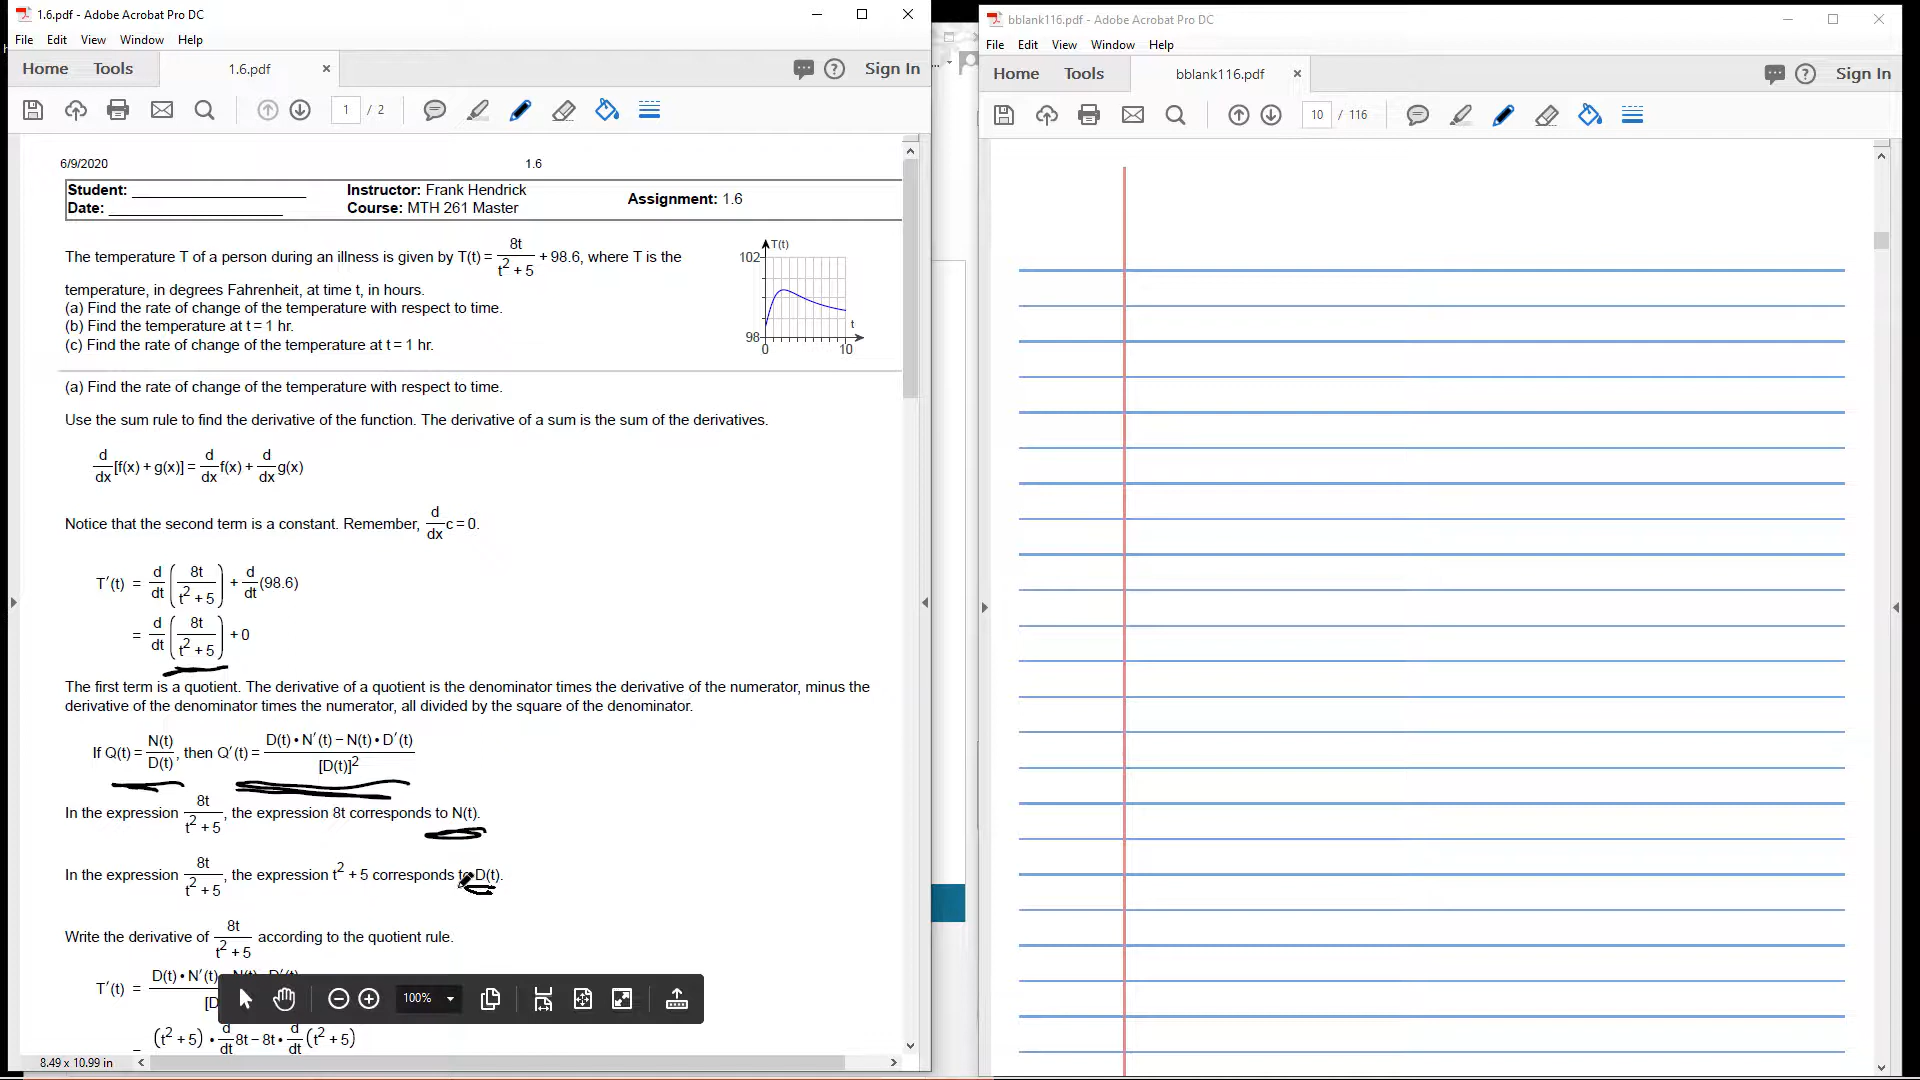 1.6.pdf - Adobe Acrobat Pro DC
File Edit View Window Help
Home Tools 1.6.pdf × Sign In
1 / 2
6/9/2020 1.6
Student: Instructor: Frank Hendrick Assignment: 1.6
Date: Course: MTH 261 Master
The temperature T of a person during an illness is given by T(t) = 8t/(t² + 5) + 98.6, where T is the
temperature, in degrees Fahrenheit, at time t, in hours.
(a) Find the rate of change of the temperature with respect to time.
(b) Find the temperature at t = 1 hr.
(c) Find the rate of change of the temperature at t = 1 hr.
T(t)
102
98
t
0 10
(a) Find the rate of change of the temperature with respect to time.
Use the sum rule to find the derivative of the function. The derivative of a sum is the sum of the derivatives.
d/dx [f(x) + g(x)] = d/dx f(x) + d/dx g(x)
Notice that the second term is a constant. Remember, d/dx c = 0.
T′(t) = d/dt (8t/(t² + 5)) + d/dt (98.6)
= d/dt (8t/(t² + 5)) + 0
The first term is a quotient. The derivative of a quotient is the denominator times the derivative of the numerator, minus the
derivative of the denominator times the numerator, all divided by the square of the denominator.
If Q(t) = N(t)/D(t), then Q′(t) = (D(t) • N′(t) − N(t) • D′(t))/[D(t)]²
In the expression 8t/(t² + 5), the expression 8t corresponds to N(t).
In the expression 8t/(t² + 5), the expression t² + 5 corresponds to D(t).
Write the derivative of 8t/(t² + 5) according to the quotient rule.
T′(t) = D(t) • N′(t)
[D
= (t² + 5) • d/dt 8t − 8t • d/dt (t² + 5)
100%
8.49 x 10.99 in
bblank116.pdf - Adobe Acrobat Pro DC
File Edit View Window Help
Home Tools bblank116.pdf × Sign In
10 / 116